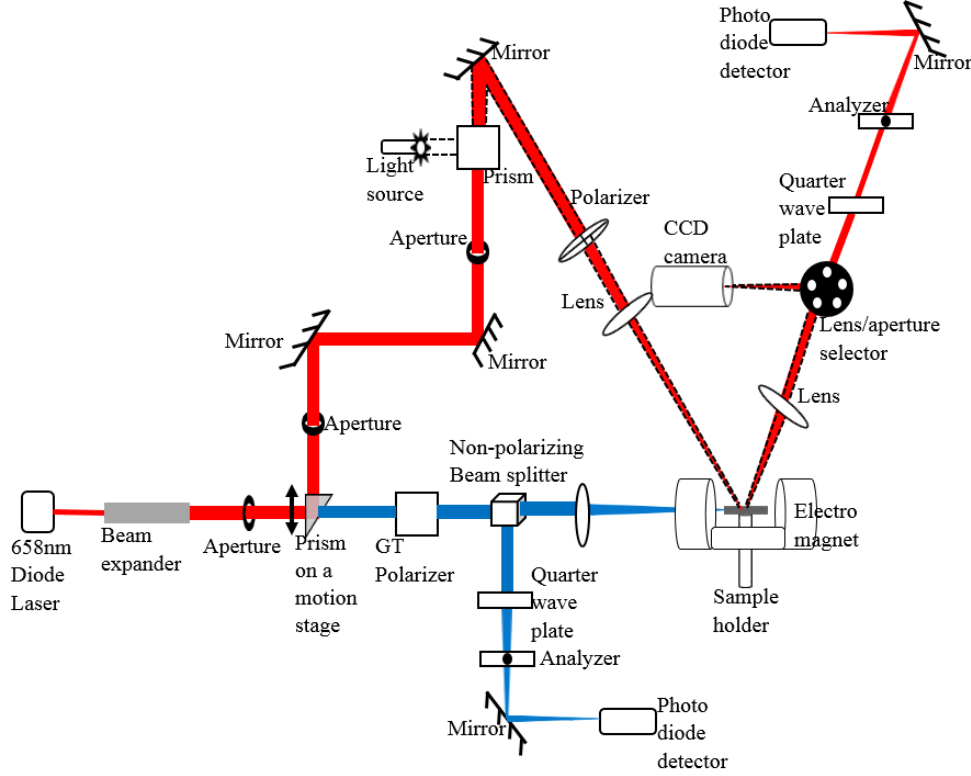 Photo
diode
detector
Mirror
Mirror
Analyzer
Light
source
Prism
Quarter
wave
plate
Polarizer
Aperture
CCD
camera
Lens
Lens/aperture
selector
Mirror
Mirror
Lens
Aperture
Non-polarizing
Beam splitter
658nm
Diode
Laser
Beam
expander
Aperture
Prism
on a
motion
stage
GT
Polarizer
Electro
magnet
Quarter
wave
plate
Sample
holder
Analyzer
Mirror
Photo
diode
detector